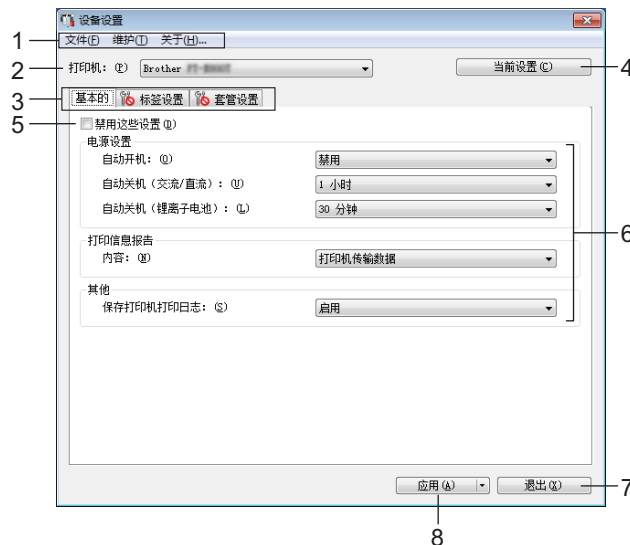 设备设置
1 文件(F) 维护(T) 关于(H)...
2 打印机: (P) Brother 当前设置(C) 4
3 基本的 标签设置 套管设置
5 禁用这些设置(D)
电源设置
自动开机: (O) 禁用
自动关机(交流/直流): (U) 1 小时
自动关机(锂离子电池): (L) 30 分钟
6
打印信息报告
内容: (N) 打印机传输数据
其他
保存打印机打印日志: (S) 启用
应用(A) 退出(X) 7
8